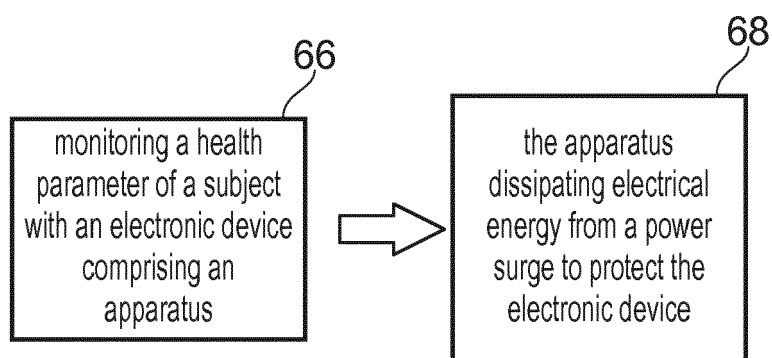 66
monitoring a health
parameter of a subject
with an electronic device
comprising an
apparatus
68
the apparatus
dissipating electrical
energy from a power
surge to protect the
electronic device